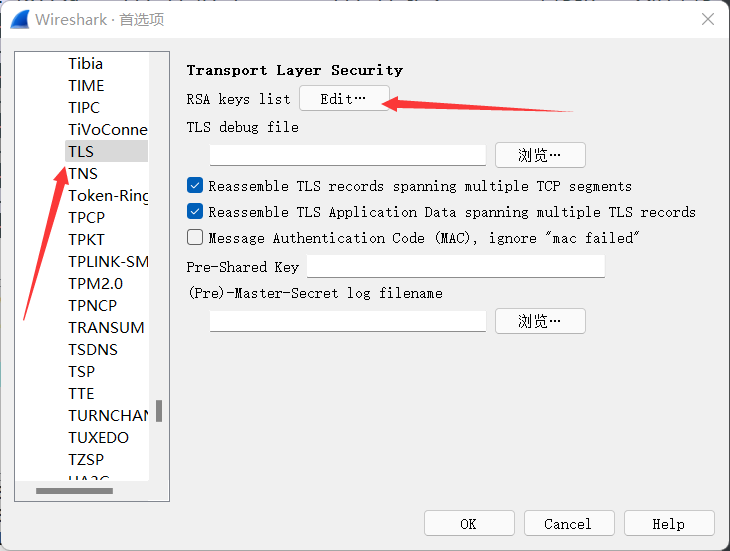 Wireshark · 首选项
Tibia
TIME
TIPC
TiVoConne
TLS
TNS
Token-Ring
TPCP
TPKT
TPLINK-SM
TPM2.0
TPNCP
TRANSUM
TSDNS
TSP
TTE
TURNCHAN
TUXEDO
TZSP
Transport Layer Security
RSA keys list Edit…
TLS debug file
浏览…
Reassemble TLS records spanning multiple TCP segments
Reassemble TLS Application Data spanning multiple TLS records
Message Authentication Code (MAC), ignore "mac failed"
Pre-Shared Key
(Pre)-Master-Secret log filename
浏览…
OK Cancel Help